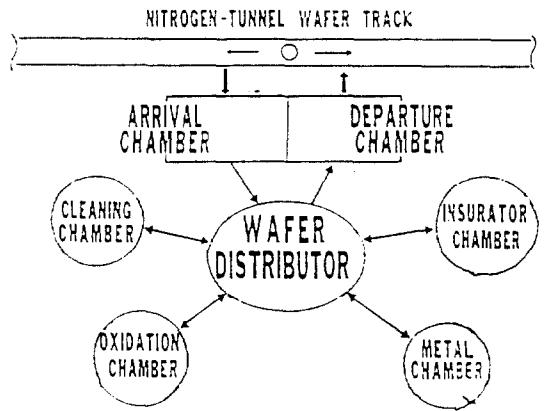 NITROGEN-TUNNEL WAFER TRACK
ARRIVAL
CHAMBER
DEPARTURE
CHAMBER
CLEANING
CHAMBER
WAFER
DISTRIBUTOR
INSURATOR
CHAMBER
OXIDATION
CHAMBER
METAL
CHAMBER